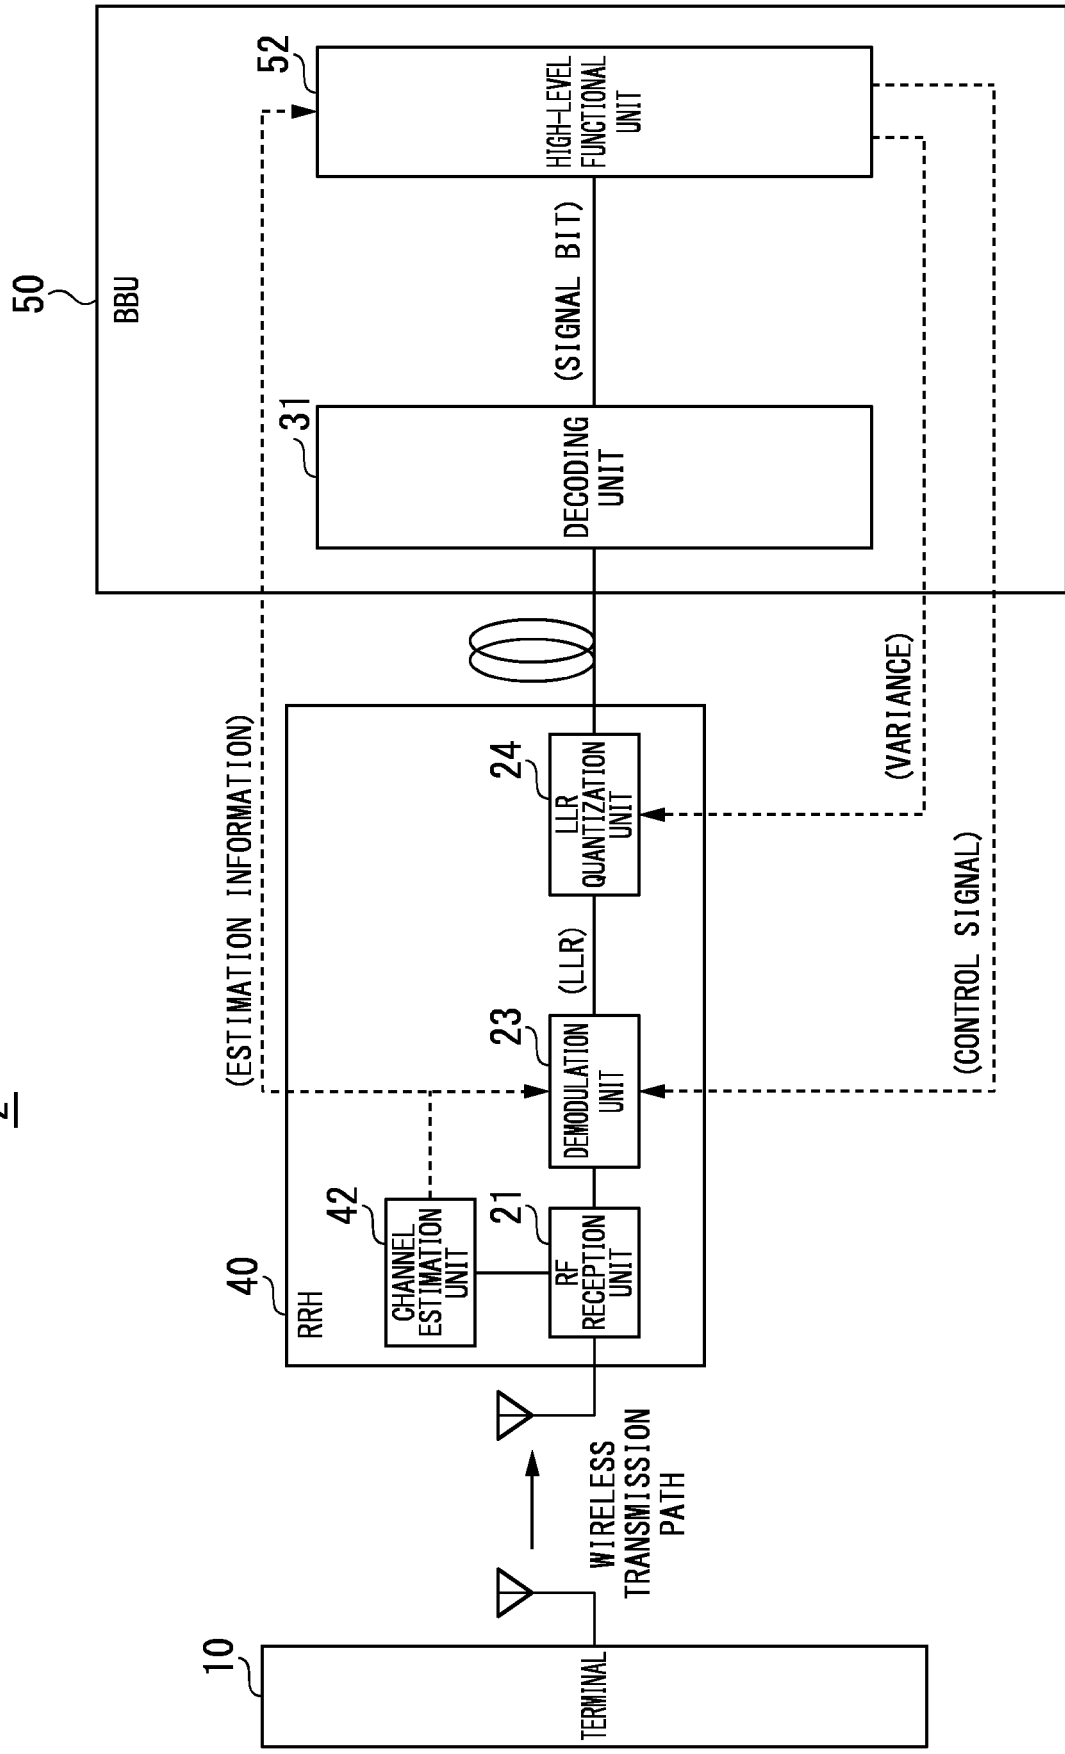 50
BBU
52
HIGH-LEVEL
FUNCTIONAL
UNIT
(SIGNAL BIT)
31
DECODING
UNIT
(ESTIMATION INFORMATION)
(VARIANCE)
(CONTROL SIGNAL)
40
RRH
24
LLR
QUANTIZATION
UNIT
(LLR)
23
DEMODULATION
UNIT
42
CHANNEL
ESTIMATION
UNIT
21
RF
RECEPTION
UNIT
WIRELESS
TRANSMISSION
PATH
10
TERMINAL